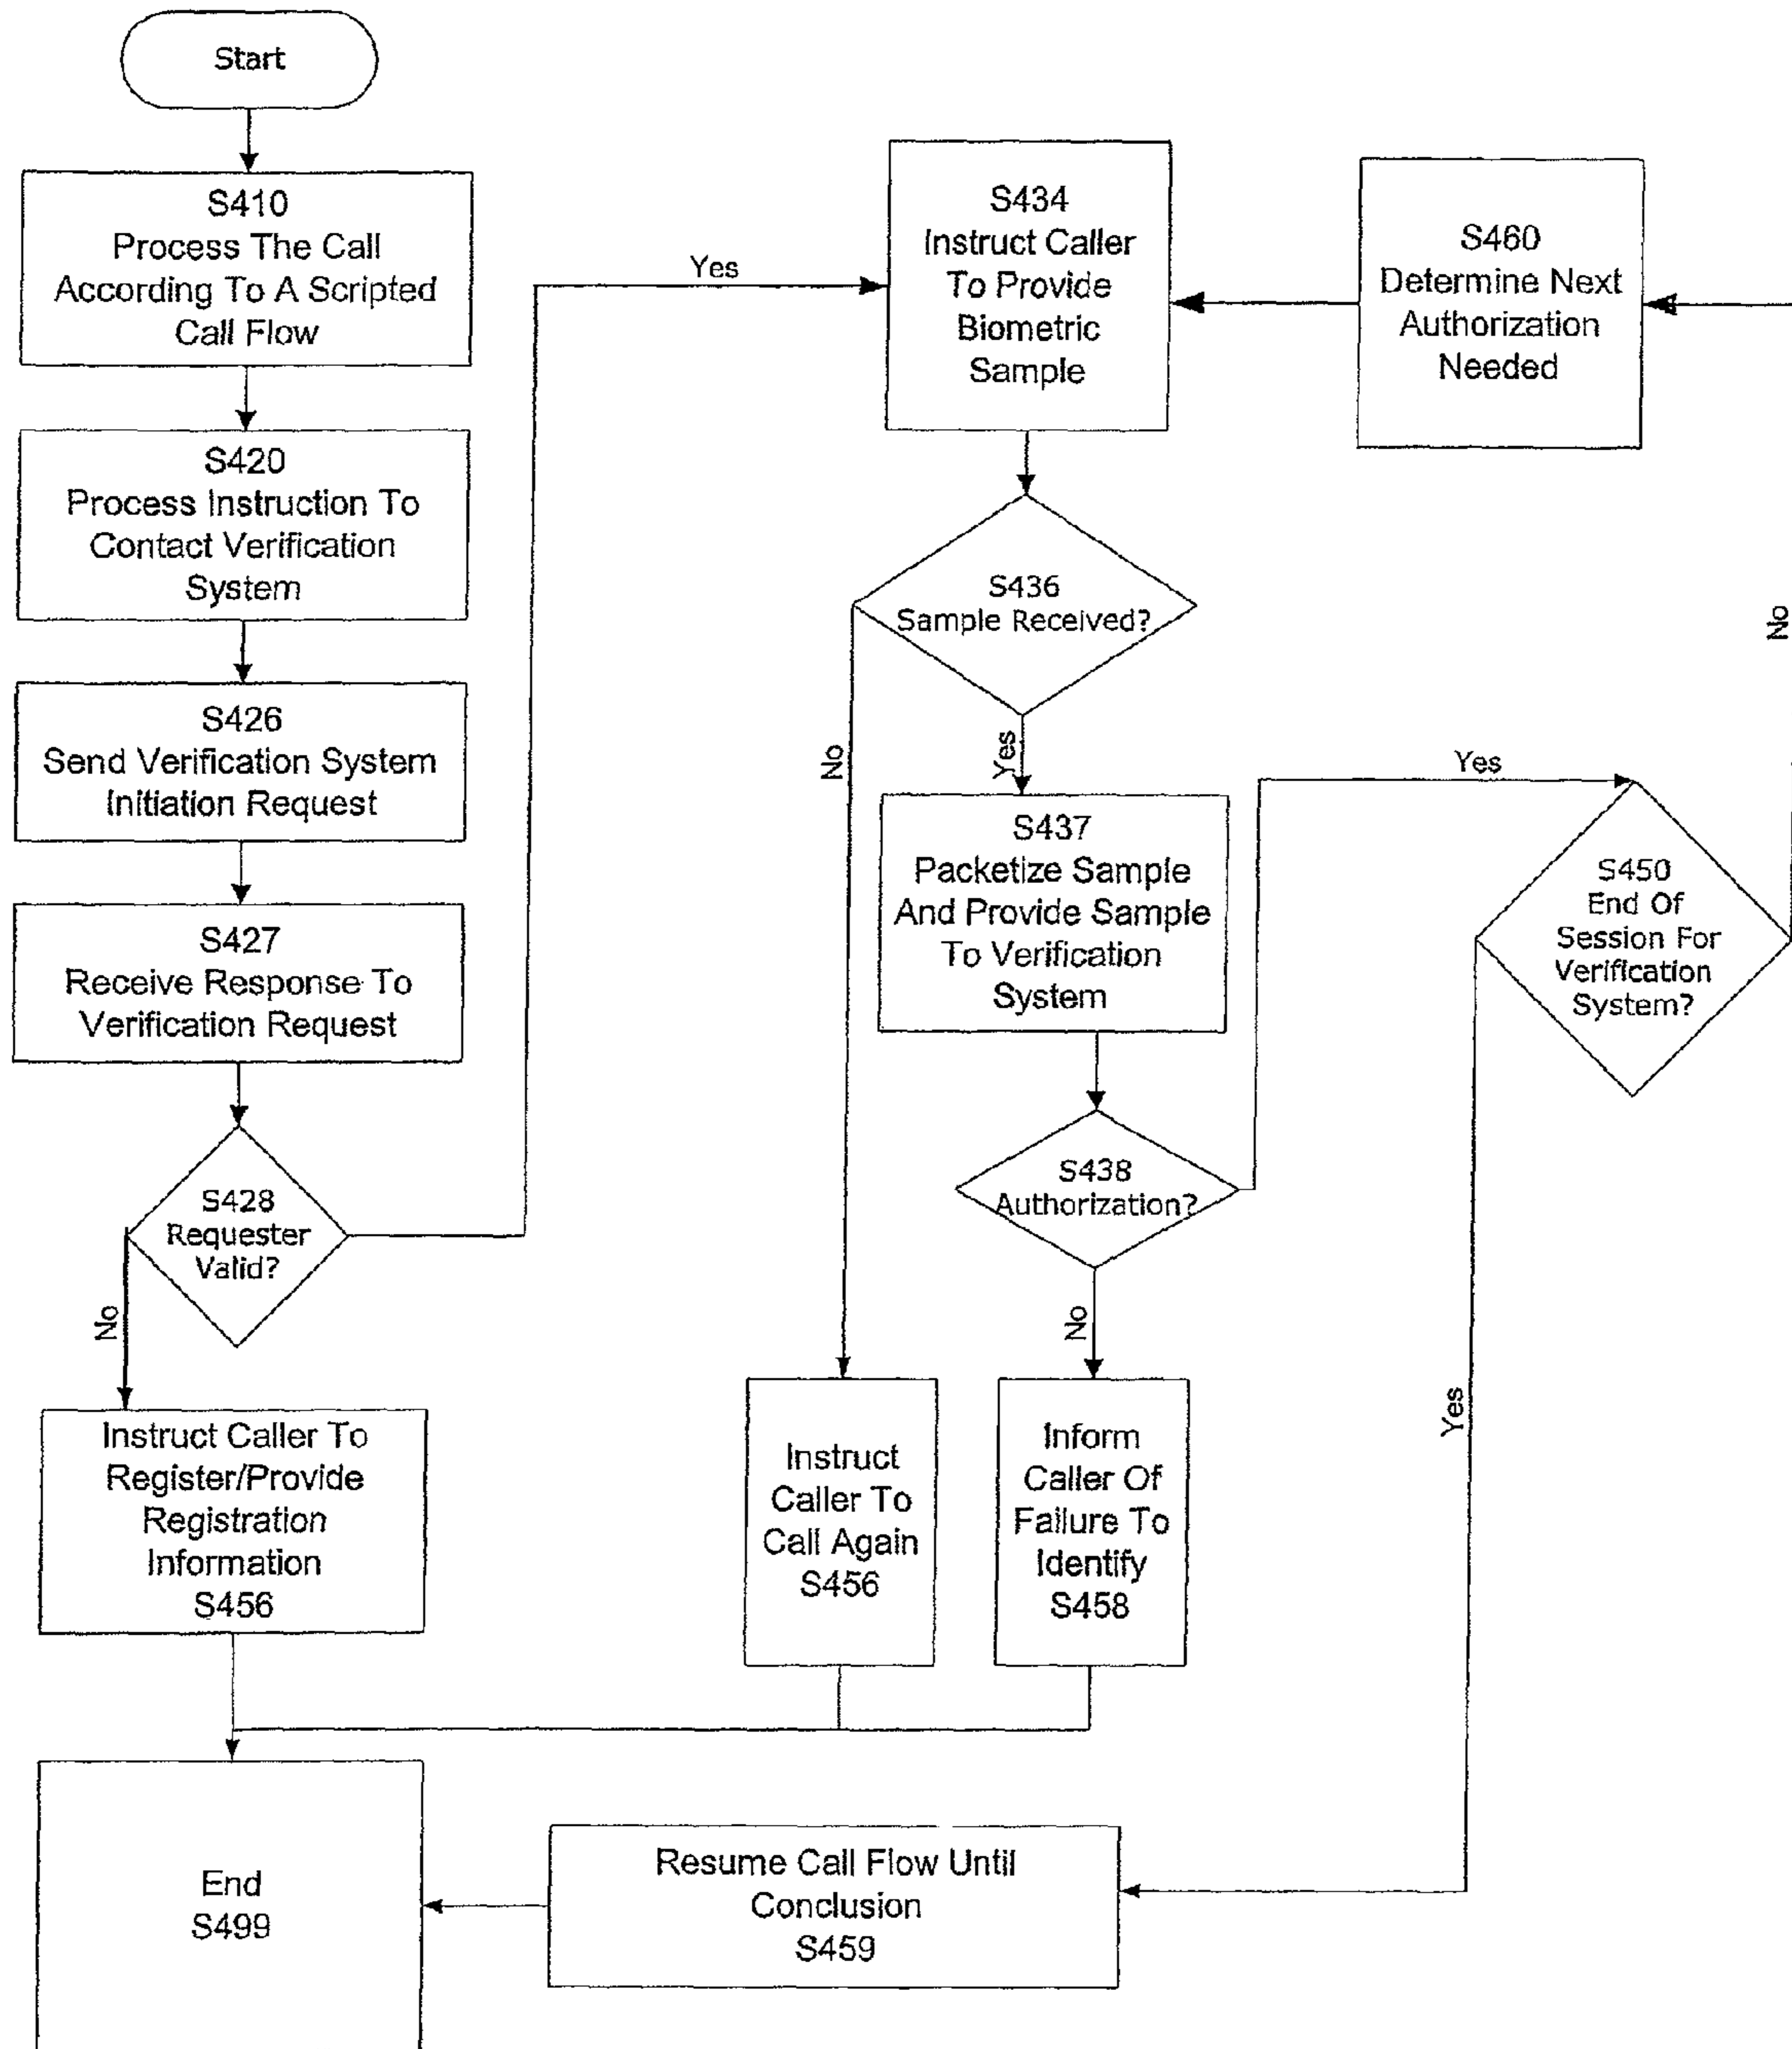 Start
S410
Process The Call
According To A Scripted
Call Flow
S420
Process Instruction To
Contact Verification
System
S426
Send Verification System
Initiation Request
S427
Receive Response To
Verification Request
S428
Requester
Valid?
No
Yes
Instruct Caller To
Register/Provide
Registration
Information
S456
S434
Instruct Caller
To Provide
Biometric
Sample
S460
Determine Next
Authorization
Needed
S436
Sample Received?
No
Yes
S437
Packetize Sample
And Provide Sample
To Verification
System
S438
Authorization?
Yes
No
S450
End Of
Session For
Verification
System?
No
Yes
Instruct
Caller To
Call Again
S456
Inform
Caller Of
Failure To
Identify
S458
Resume Call Flow Until
Conclusion
S459
End
S499